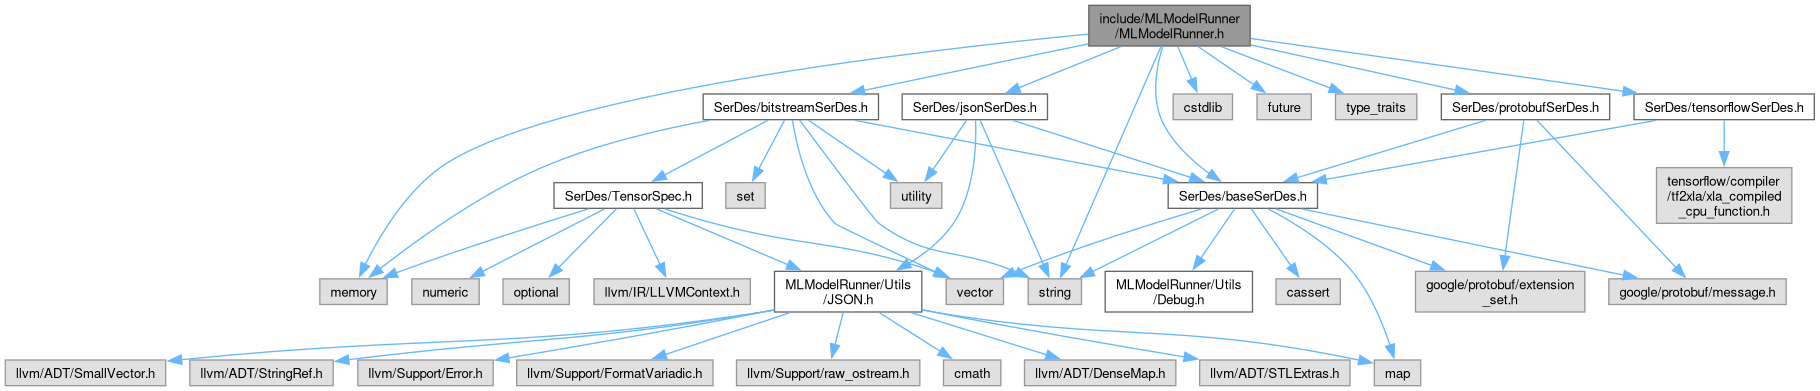 include/MLModelRunner
/MLModelRunner.h
SerDes/bitstreamSerDes.h
SerDes/jsonSerDes.h
cstdlib
future
type_traits
SerDes/protobufSerDes.h
SerDes/tensorflowSerDes.h
SerDes/TensorSpec.h
set
utility
SerDes/baseSerDes.h
tensorflow/compiler
/tf2xla/xla_compiled
_cpu_function.h
memory
numeric
optional
llvm/IR/LLVMContext.h
MLModelRunner/Utils
/JSON.h
vector
string
MLModelRunner/Utils
/Debug.h
cassert
google/protobuf/extension
_set.h
google/protobuf/message.h
llvm/ADT/SmallVector.h
llvm/ADT/StringRef.h
llvm/Support/Error.h
llvm/Support/FormatVariadic.h
llvm/Support/raw_ostream.h
cmath
llvm/ADT/DenseMap.h
llvm/ADT/STLExtras.h
map